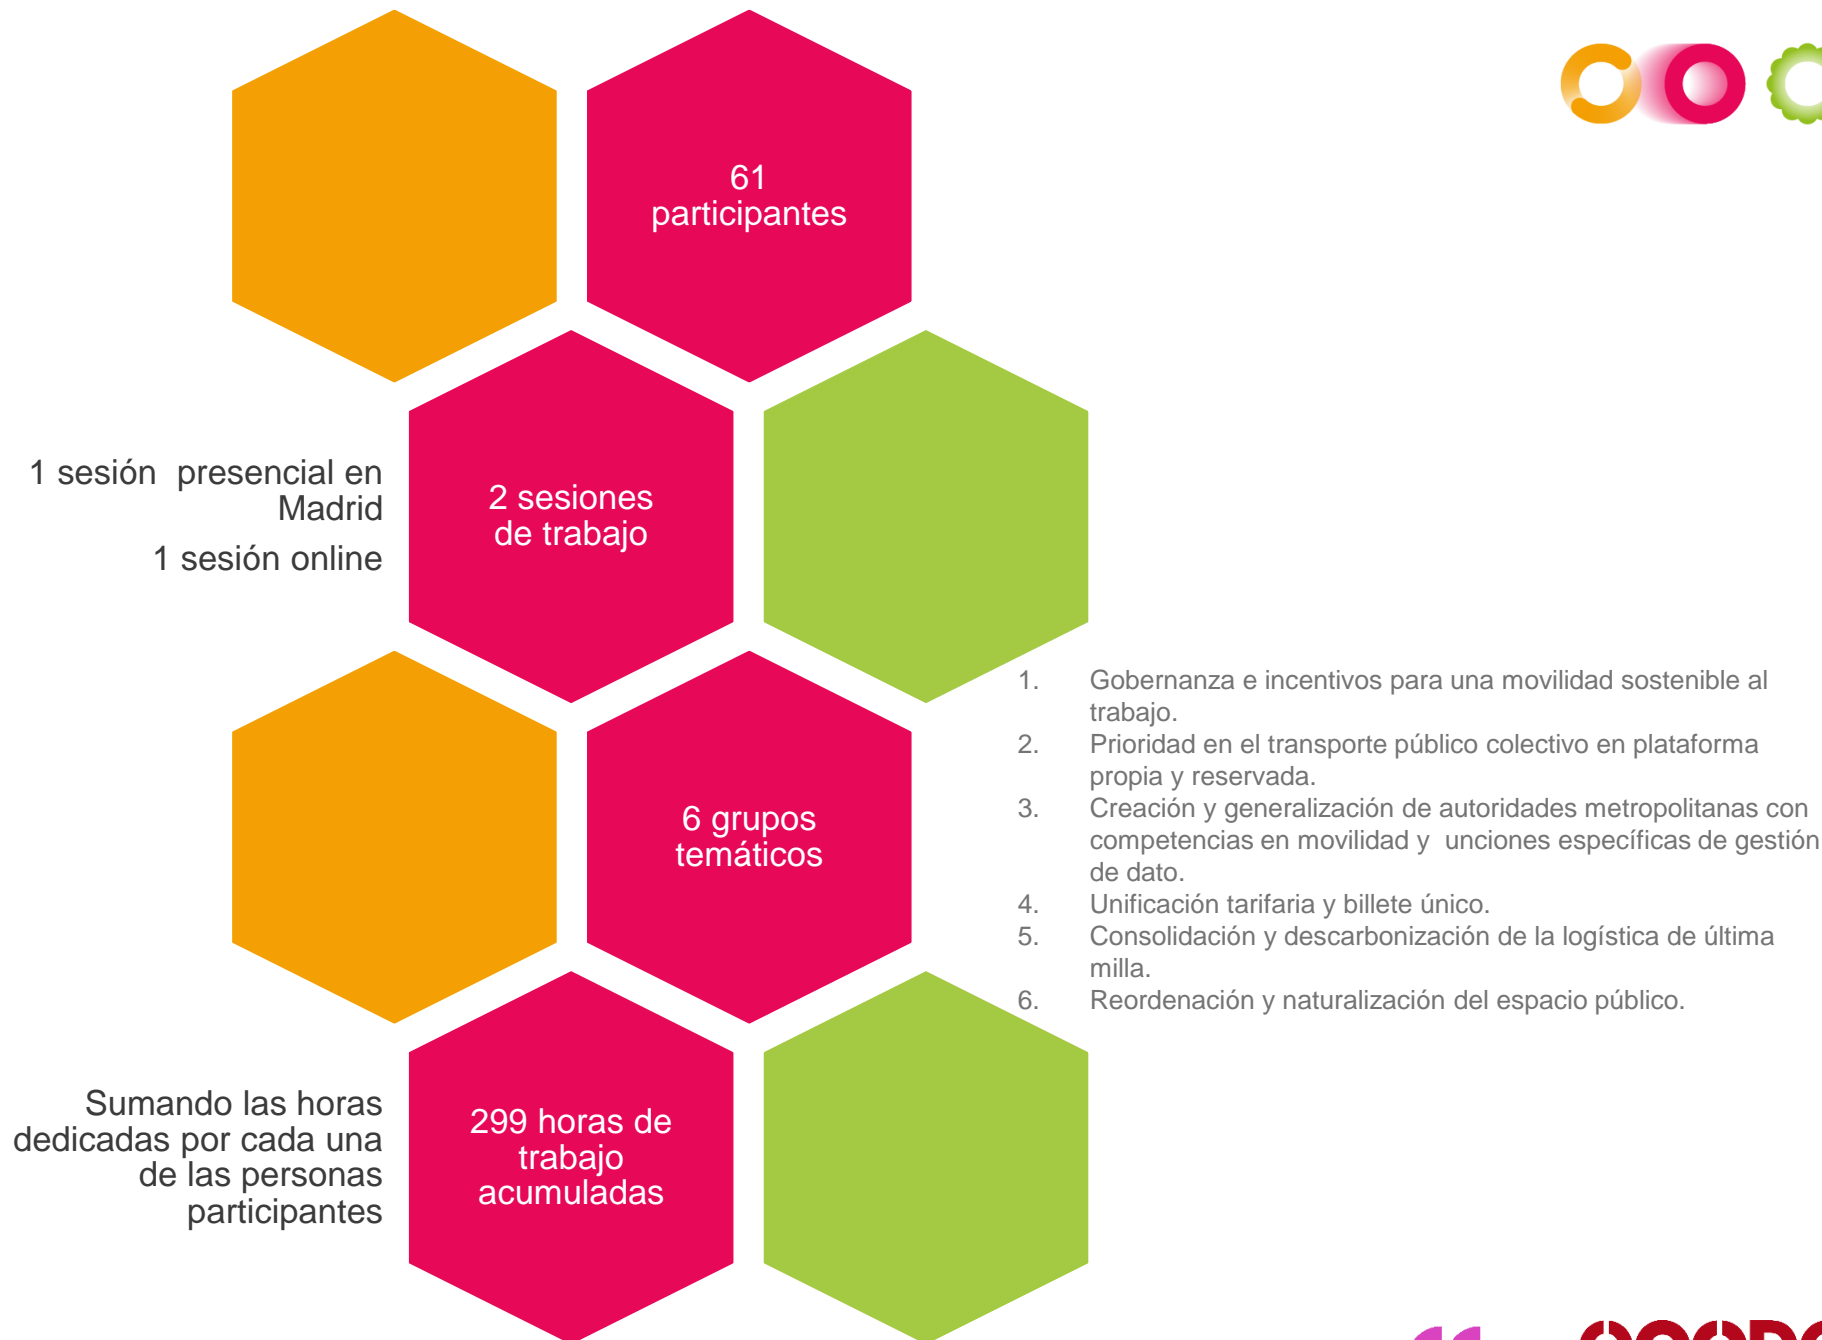 61
participantes
1 sesión  presencial en
Madrid
1 sesión online
2 sesiones
de trabajo
6 grupos
temáticos
1. Gobernanza e incentivos para una movilidad sostenible al
trabajo.
2. Prioridad en el transporte público colectivo en plataforma
propia y reservada.
3. Creación y generalización de autoridades metropolitanas con
competencias en movilidad y  unciones específicas de gestión
de dato.
4. Unificación tarifaria y billete único.
5. Consolidación y descarbonización de la logística de última
milla.
6. Reordenación y naturalización del espacio público.
Sumando las horas
dedicadas por cada una
de las personas
participantes
299 horas de
trabajo
acumuladas